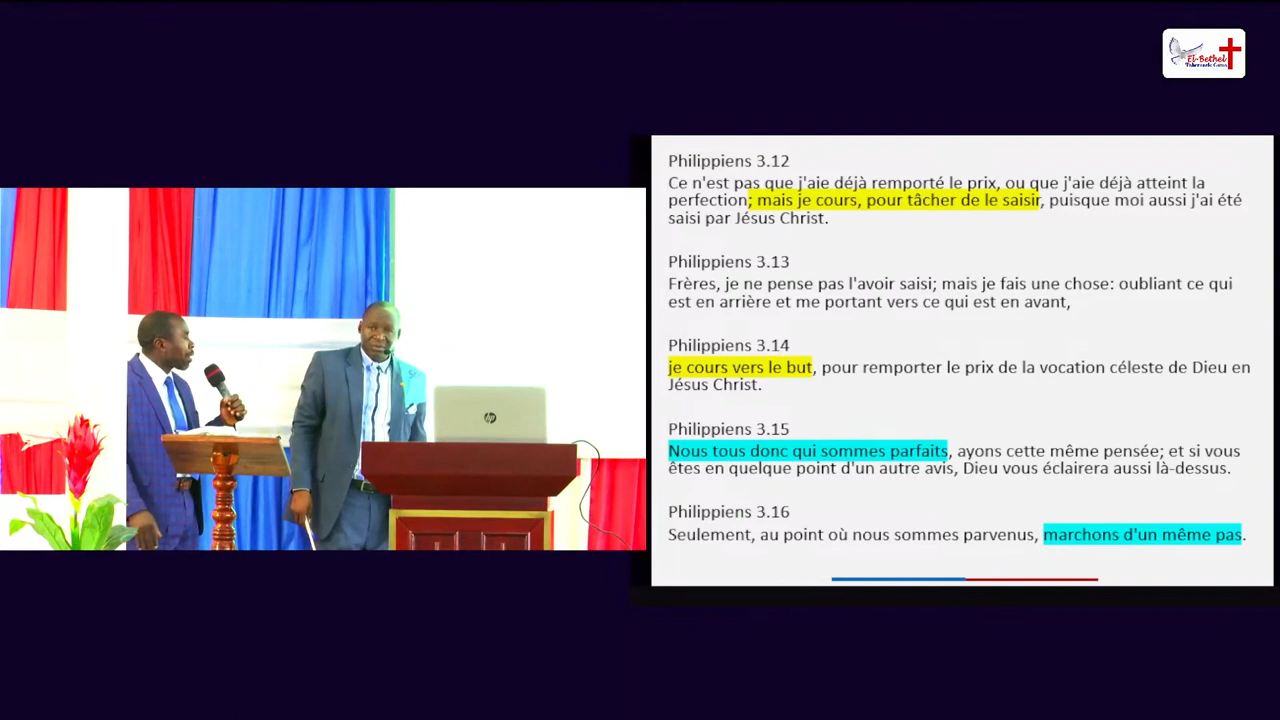 El-Bethel
Philippiens 3.12
Ce n'est pas que j'aie déjà remporté le prix, ou que j'aie déjà atteint la
perfection; mais je cours, pour tâcher de le saisir, puisque moi aussi j'ai été
saisi par Jésus Christ.
Philippiens 3.13
Frères, je ne pense pas l'avoir saisi; mais je fais une chose: oubliant ce qui
est en arrière et me portant vers ce qui est en avant,
Philippiens 3.14
je cours vers le but, pour remporter le prix de la vocation céleste de Dieu en
Jésus Christ.
Philippiens 3.15
Nous tous donc qui sommes parfaits, ayons cette même pensée; et si vous
êtes en quelque point d'un autre avis, Dieu vous éclairera aussi là-dessus.
Philippiens 3.16
Seulement, au point où nous sommes parvenus, marchons d'un même pas.
hp